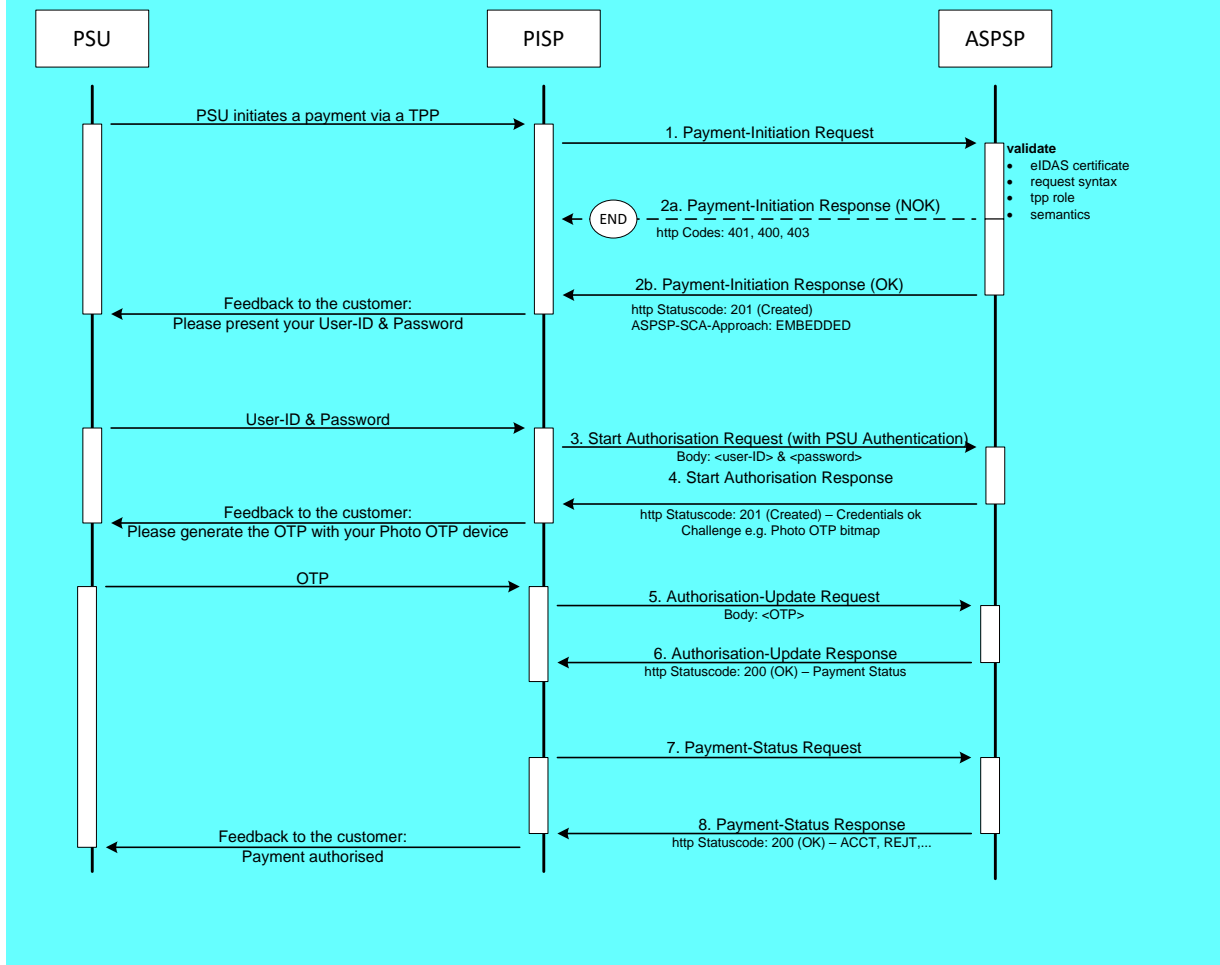 PSU
PISP
ASPSP
PSU initiates a payment via a TPP
1. Payment-Initiation Request
validate
• eIDAS certificate
• request syntax
• tpp role
• semantics
2a. Payment-Initiation Response (NOK)
END
http Codes: 401, 400, 403
2b. Payment-Initiation Response (OK)
http Statuscode: 201 (Created)
ASPSP-SCA-Approach: EMBEDDED
Feedback to the customer:
Please present your User-ID & Password
User-ID & Password
3. Start Authorisation Request (with PSU Authentication)
Body: <user-ID> & <password>
4. Start Authorisation Response
http Statuscode: 201 (Created) – Credentials ok
Challenge e.g. Photo OTP bitmap
Feedback to the customer:
Please generate the OTP with your Photo OTP device
OTP
5. Authorisation-Update Request
Body: <OTP>
6. Authorisation-Update Response
http Statuscode: 200 (OK) – Payment Status
7. Payment-Status Request
8. Payment-Status Response
http Statuscode: 200 (OK) – ACCT, REJT,...
Feedback to the customer:
Payment authorised